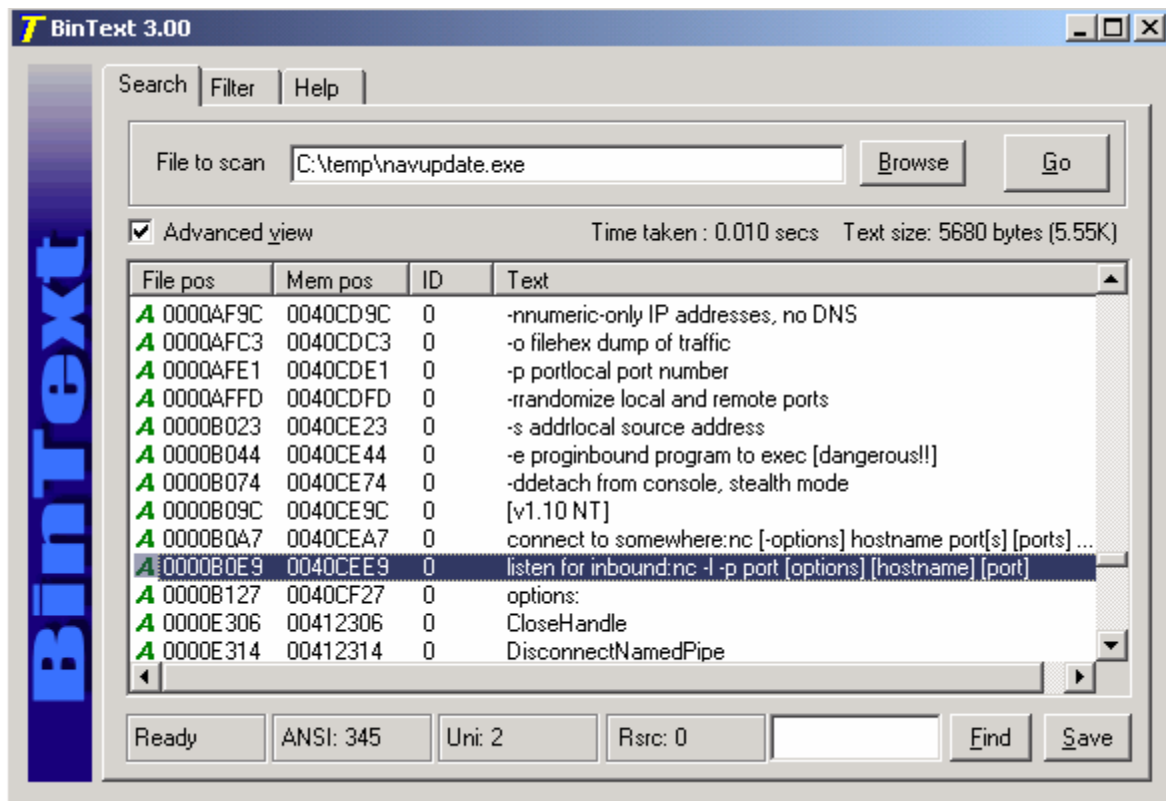 BinText 3.00
Search Filter Help
File to scan C:\temp\navupdate.exe Browse Go
Advanced view Time taken : 0.010 secs Text size: 5680 bytes (5.55K)
File pos Mem pos ID Text
A 0000AF9C 0040CD9C 0 -nnumeric-only IP addresses, no DNS
A 0000AFC3 0040CDC3 0 -o filehex dump of traffic
A 0000AFE1 0040CDE1 0 -p portlocal port number
A 0000AFFD 0040CDFD 0 -rrandomize local and remote ports
A 0000B023 0040CE23 0 -s addrlocal source address
A 0000B044 0040CE44 0 -e proginbound program to exec [dangerous!!]
A 0000B074 0040CE74 0 -ddetach from console, stealth mode
A 0000B09C 0040CE9C 0 [v1.10 NT]
A 0000B0A7 0040CEA7 0 connect to somewhere:nc [-options] hostname port[s] [ports] ...
A 0000B0E9 0040CEE9 0 listen for inbound:nc -l -p port [options] [hostname] [port]
A 0000B127 0040CF27 0 options:
A 0000E306 00412306 0 CloseHandle
A 0000E314 00412314 0 DisconnectNamedPipe
Ready ANSI: 345 Uni: 2 Rsrc: 0 Find Save
BinText